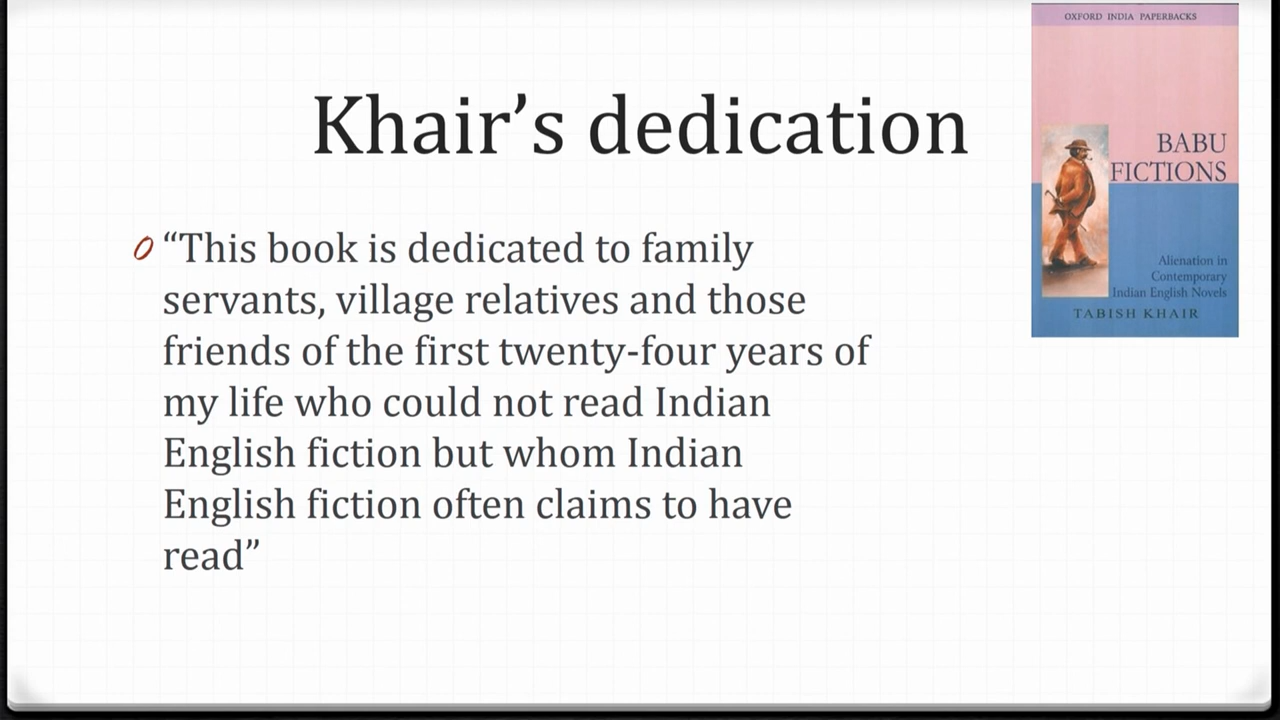 Khair’s dedication
“This book is dedicated to family
servants, village relatives and those
friends of the first twenty-four years of
my life who could not read Indian
English fiction but whom Indian
English fiction often claims to have
read”
OXFORD INDIA PAPERBACKS
BABU
FICTIONS
Alienation in
Contemporary
Indian English Novels
TABISH KHAIR